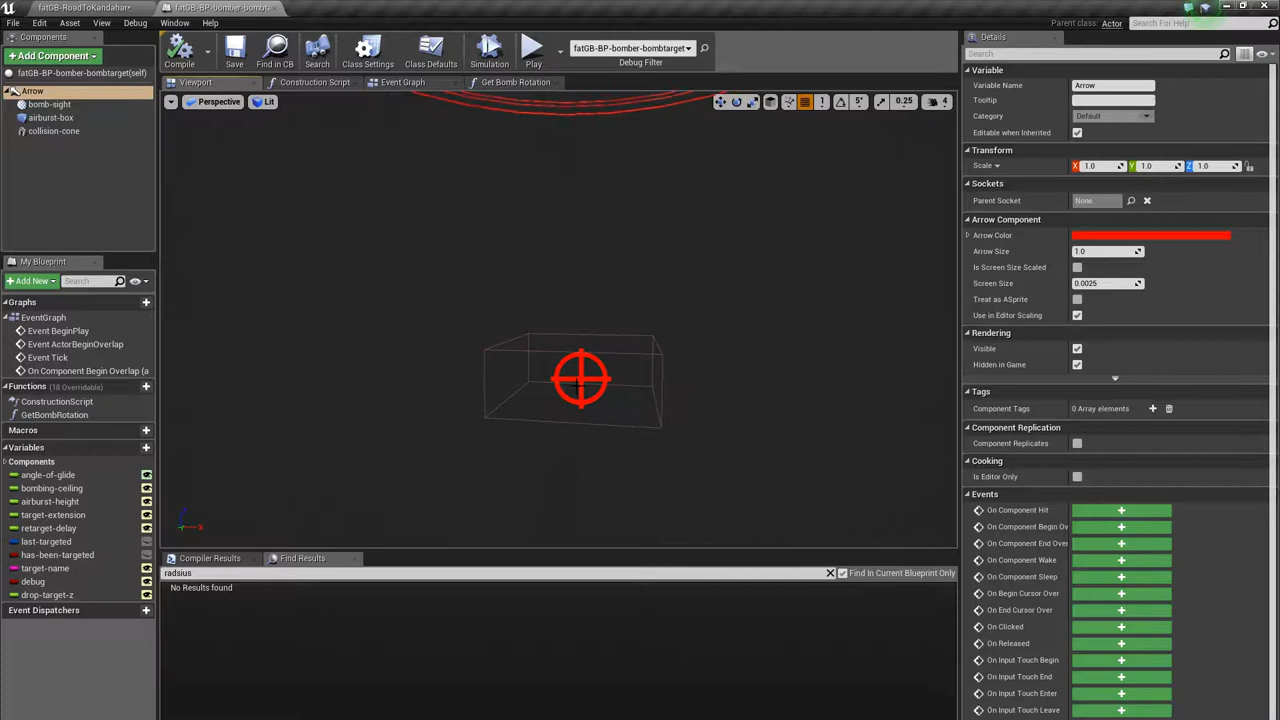 fatGB-RoadToKandahar*
fatGB-BP-bomber-bombt
File Edit Asset View Debug Window Help
Parent class: Actor
Search For Help
Components
+ Add Component
fatGB-BP-bomber-bombtarget(self)
Arrow
bomb-sight
airburst-box
collision-cone
My Blueprint
+ Add New Search
Graphs
EventGraph
Event BeginPlay
Event ActorBeginOverlap
Event Tick
On Component Begin Overlap (a
Functions (18 Overridable)
ConstructionScript
GetBombRotation
Macros
Variables
Components
angle-of-glide
bombing-ceiling
airburst-height
target-extension
retarget-delay
last-targeted
has-been-targeted
target-name
debug
drop-target-z
Event Dispatchers
Compile Save Find in CB Search Class Settings Class Defaults Simulation Play
fatGB-BP-bomber-bombtarget
Debug Filter
Viewport Construction Script Event Graph Get Bomb Rotation
Perspective Lit
5° 0.25 4
Z X
Compiler Results Find Results
radsius
Find In Current Blueprint Only
No Results found
Details
Search
Variable
Variable Name Arrow
Tooltip
Category Default
Editable when Inherited
Transform
Scale X 1.0 Y 1.0 Z 1.0
Sockets
Parent Socket None
Arrow Component
Arrow Color
Arrow Size 1.0
Is Screen Size Scaled
Screen Size 0.0025
Treat as ASprite
Use in Editor Scaling
Rendering
Visible
Hidden in Game
Tags
Component Tags 0 Array elements
Component Replication
Component Replicates
Cooking
Is Editor Only
Events
On Component Hit
On Component Begin Ov
On Component End Over
On Component Wake
On Component Sleep
On Begin Cursor Over
On End Cursor Over
On Clicked
On Released
On Input Touch Begin
On Input Touch End
On Input Touch Enter
On Input Touch Leave